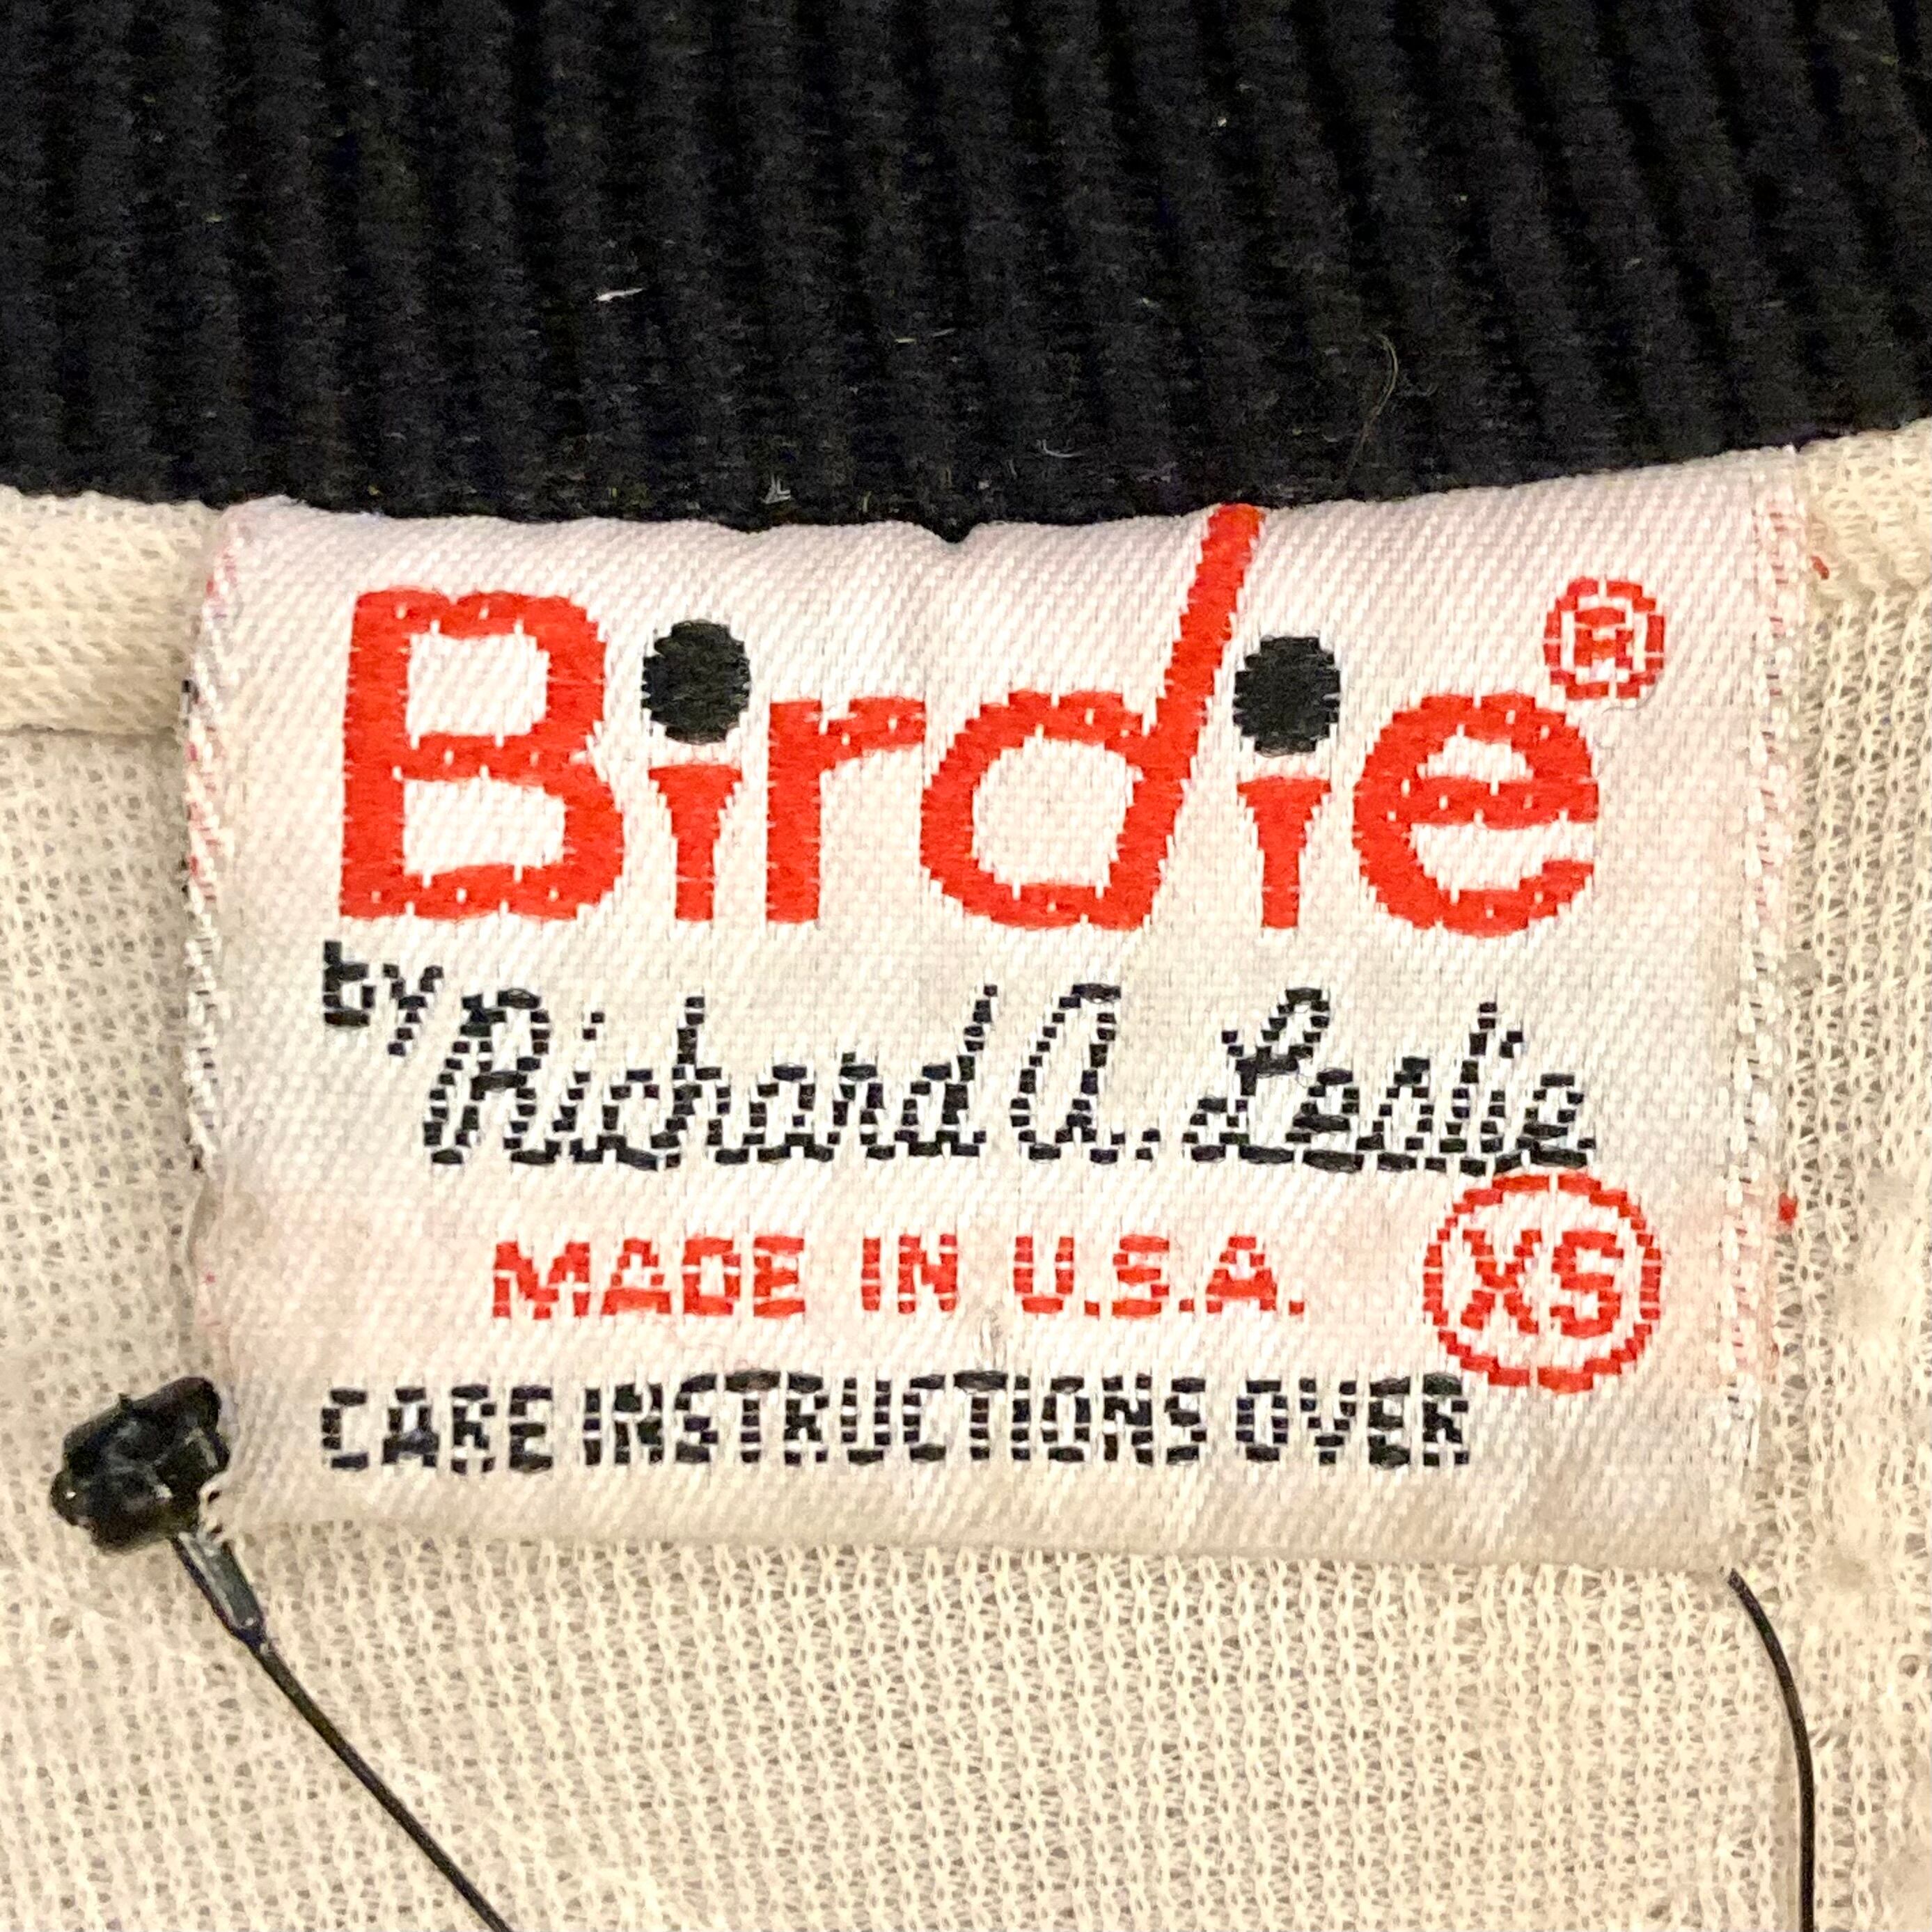 Birdie®
by Richard A. Leslie
MADE IN U.S.A. XS
CARE INSTRUCTIONS OVER